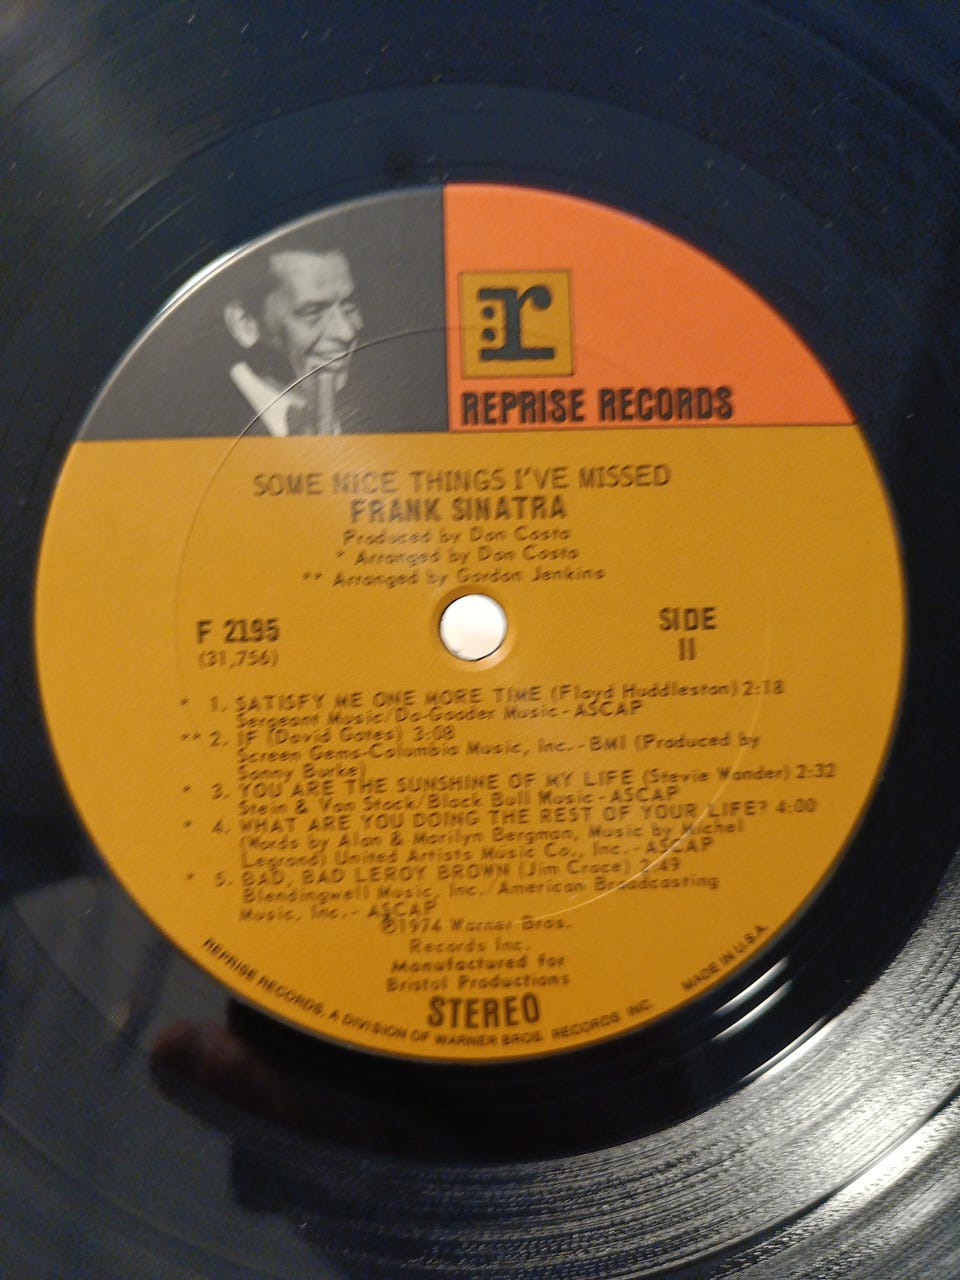 r:
REPRISE RECORDS
SOME NICE THINGS I'VE MISSED
FRANK SINATRA
Produced by Don Costa
* Arranged by Don Costa
** Arranged by Gordon Jenkins
F 2195
(31,756)
SIDE
II
* 1. SATISFY ME ONE MORE TIME (Floyd Huddleston) 2:18
Sergeant Music/Do-Gooder Music - ASCAP
** 2. IF (David Gates) 3:08
Screen Gems-Columbia Music, Inc. - BMI (Produced by
Sonny Burke)
* 3. YOU ARE THE SUNSHINE OF MY LIFE (Stevie Wonder) 2:32
Stein & Van Stock/Black Bull Music - ASCAP
* 4. WHAT ARE YOU DOING THE REST OF YOUR LIFE? 4:00
(Words by Alan & Marilyn Bergman, Music by Michel
Legrand) United Artists Music Co., Inc. - ASCAP
* 5. BAD, BAD LEROY BROWN (Jim Croce) 2:49
Blendingwell Music, Inc./American Broadcasting
Music, Inc. - ASCAP
℗1974 Warner Bros.
Records Inc.
Manufactured for
Bristol Productions
STEREO
REPRISE RECORDS, A DIVISION OF WARNER BROS. RECORDS INC. MADE IN U.S.A.